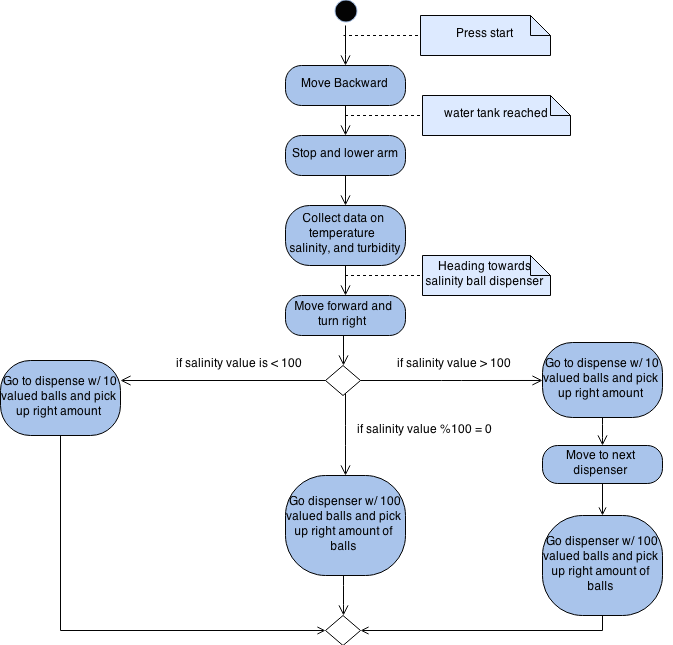 Press start
Move Backward
water tank reached
Stop and lower arm
Collect data on
temperature
salinity, and turbidity
Heading towards
salinity ball dispenser
Move forward and
turn right
if salinity value is < 100
if salinity value > 100
Go to dispense w/ 10
valued balls and pick
up right amount
Go to dispense w/ 10
valued balls and pick
up right amount
if salinity value %100 = 0
Move to next
dispenser
Go dispenser w/ 100
valued balls and pick
up right amount of
balls
Go dispenser w/ 100
valued balls and pick
up right amount of
balls